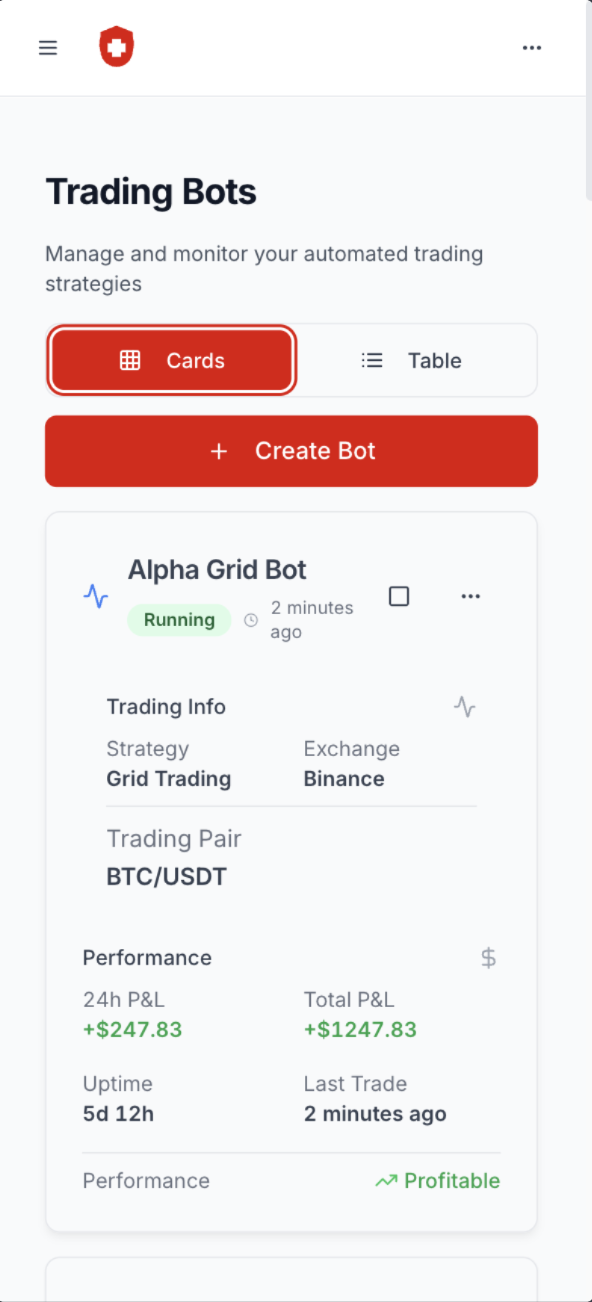 Trading Bots
Manage and monitor your automated trading
strategies
Cards
Table
Create Bot
Alpha Grid Bot
Running
2 minutes
ago
Trading Info
Strategy
Exchange
Grid Trading
Binance
Trading Pair
BTC/USDT
Performance
24h P&L
Total P&L
+$247.83
+$1247.83
Uptime
Last Trade
5d 12h
2 minutes ago
Performance
Profitable